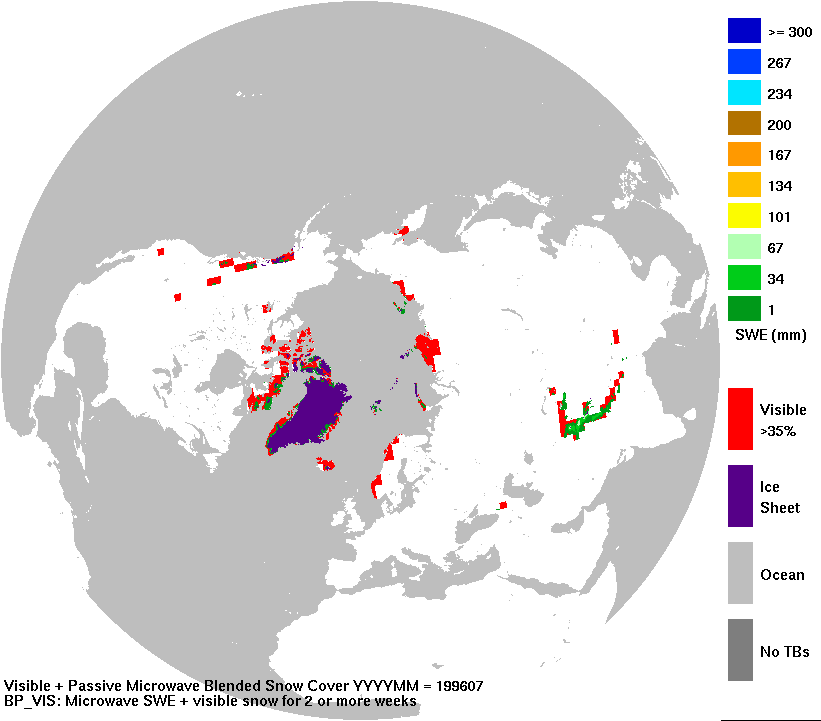 >= 300
267
234
200
167
134
101
67
34
1
SWE (mm)
Visible
>35%
Ice
Sheet
Ocean
No TBs
Visible + Passive Microwave Blended Snow Cover YYYYMM = 199607
BP_VIS: Microwave SWE + visible snow for 2 or more weeks